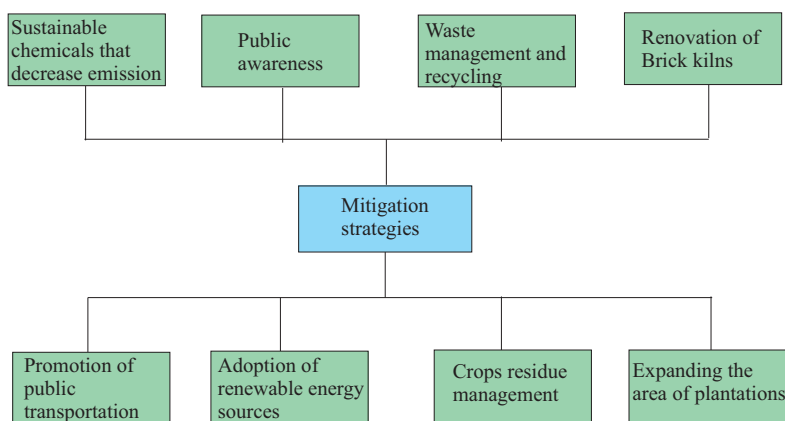 Sustainable
chemicals that
decrease emission
Public
awareness
Waste
management and
recycling
Renovation of
Brick kilns
Mitigation
strategies
Promotion of
public
transportation
Adoption of
renewable energy
sources
Crops residue
management
Expanding the
area of plantations